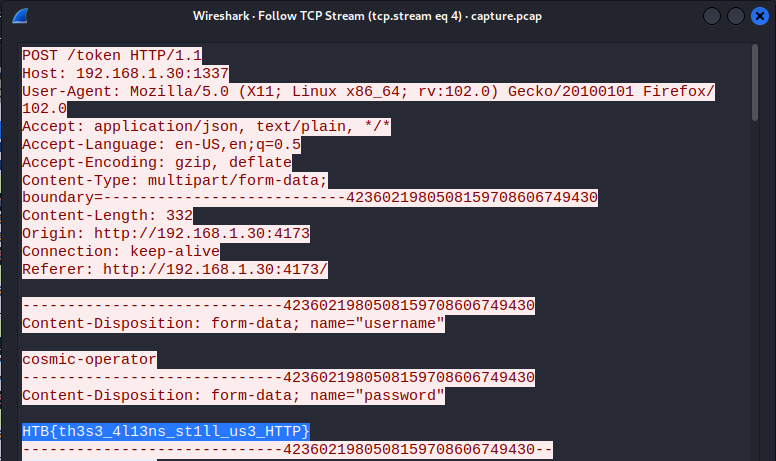 Wireshark · Follow TCP Stream (tcp.stream eq 4) · capture.pcap
POST /token HTTP/1.1
Host: 192.168.1.30:1337
User-Agent: Mozilla/5.0 (X11; Linux x86_64; rv:102.0) Gecko/20100101 Firefox/
102.0
Accept: application/json, text/plain, */*
Accept-Language: en-US,en;q=0.5
Accept-Encoding: gzip, deflate
Content-Type: multipart/form-data;
boundary=---------------------------4236021980508159708606749430
Content-Length: 332
Origin: http://192.168.1.30:4173
Connection: keep-alive
Referer: http://192.168.1.30:4173/
-----------------------------4236021980508159708606749430
Content-Disposition: form-data; name="username"
cosmic-operator
-----------------------------4236021980508159708606749430
Content-Disposition: form-data; name="password"
HTB{th3s3_4l13ns_st1ll_us3_HTTP}
-----------------------------4236021980508159708606749430--